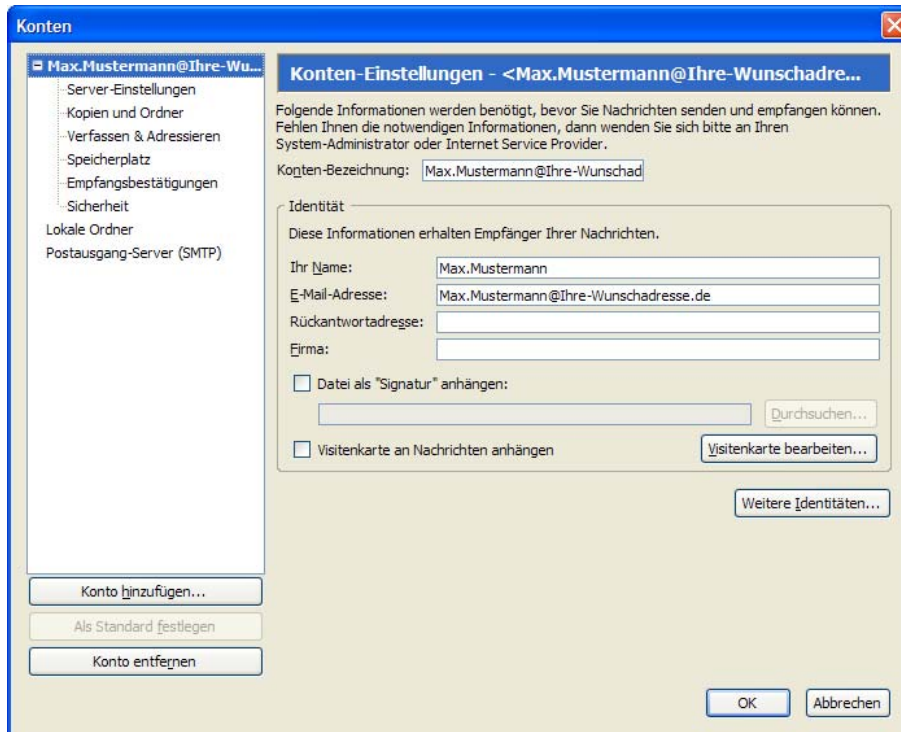 Konten
Max.Mustermann@Ihre-Wu...
Server-Einstellungen
Kopien und Ordner
Verfassen & Adressieren
Speicherplatz
Empfangsbestätigungen
Sicherheit
Lokale Ordner
Postausgang-Server (SMTP)
Konto hinzufügen...
Als Standard festlegen
Konto entfernen
Konten-Einstellungen - <Max.Mustermann@Ihre-Wunschadre...
Folgende Informationen werden benötigt, bevor Sie Nachrichten senden und empfangen können.
Fehlen Ihnen die notwendigen Informationen, dann wenden Sie sich bitte an Ihren
System-Administrator oder Internet Service Provider.
Konten-Bezeichnung: Max.Mustermann@Ihre-Wunschad
Identität
Diese Informationen erhalten Empfänger Ihrer Nachrichten.
Ihr Name: Max.Mustermann
E-Mail-Adresse: Max.Mustermann@Ihre-Wunschadresse.de
Rückantwortadresse:
Firma:
Datei als "Signatur" anhängen:
Durchsuchen...
Visitenkarte an Nachrichten anhängen
Visitenkarte bearbeiten...
Weitere Identitäten...
OK
Abbrechen